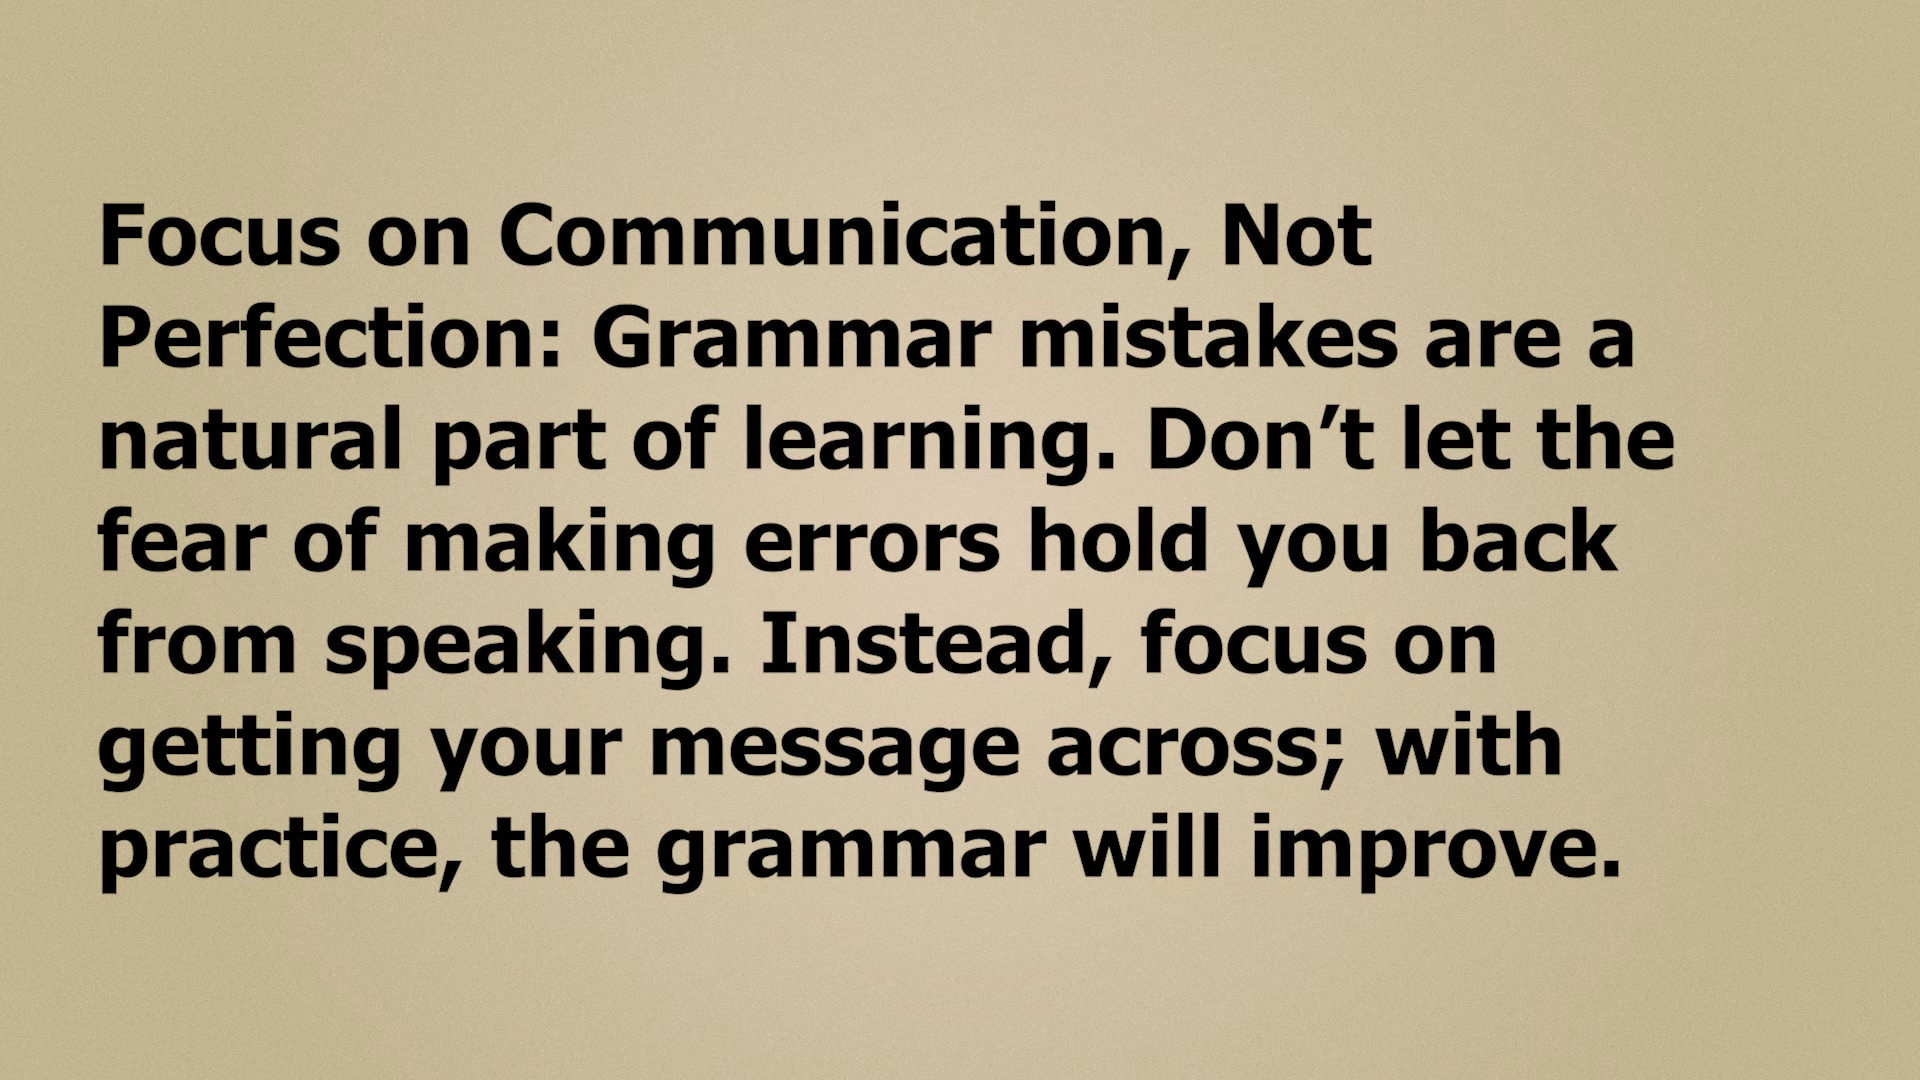 Focus on Communication, Not
Perfection: Grammar mistakes are a
natural part of learning. Don’t let the
fear of making errors hold you back
from speaking. Instead, focus on
getting your message across; with
practice, the grammar will improve.